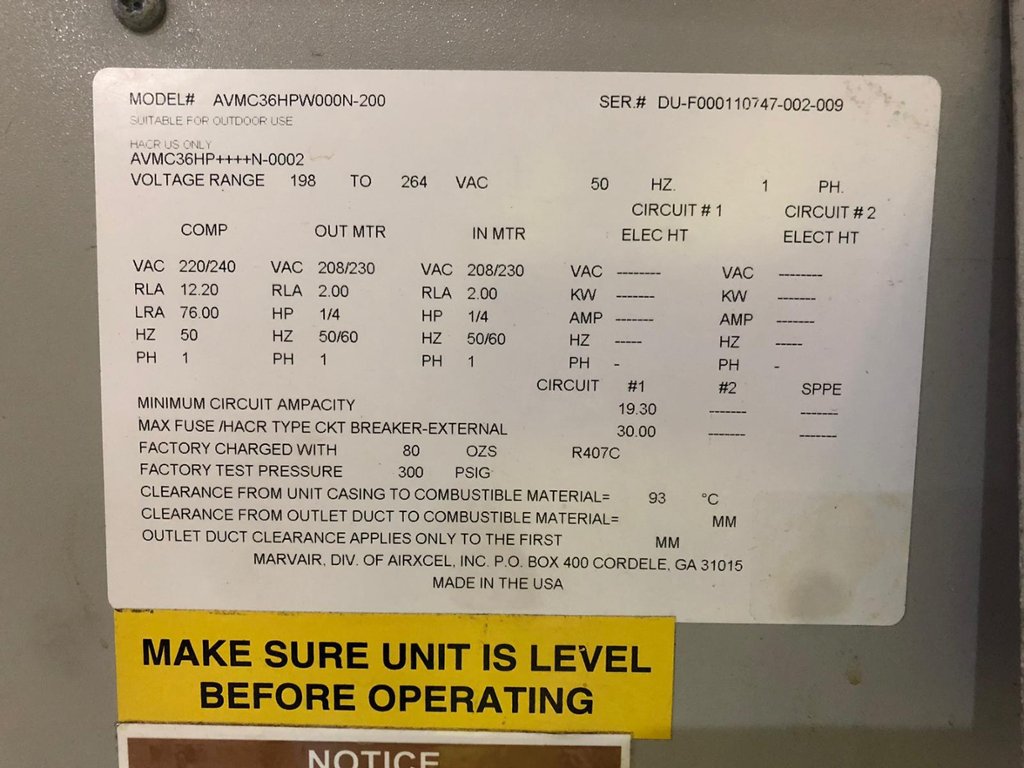 MODEL# AVMC36HPW000N-200 SER.# DU-F000110747-002-009
SUITABLE FOR OUTDOOR USE
HACR US ONLY
AVMC36HP++++N-0002
VOLTAGE RANGE 198 TO 264 VAC 50 HZ. 1 PH.
CIRCUIT # 1 CIRCUIT # 2
COMP OUT MTR IN MTR ELEC HT ELECT HT
VAC 220/240 VAC 208/230 VAC 208/230 VAC -------- VAC --------
RLA 12.20 RLA 2.00 RLA 2.00 KW ------- KW -------
LRA 76.00 HP 1/4 HP 1/4 AMP ------- AMP -------
HZ 50 HZ 50/60 HZ 50/60 HZ ----- HZ -----
PH 1 PH 1 PH 1 PH - PH -
CIRCUIT #1 #2 SPPE
MINIMUM CIRCUIT AMPACITY 19.30 ------- -------
MAX FUSE /HACR TYPE CKT BREAKER-EXTERNAL 30.00 ------- -------
FACTORY CHARGED WITH 80 OZS R407C
FACTORY TEST PRESSURE 300 PSIG
CLEARANCE FROM UNIT CASING TO COMBUSTIBLE MATERIAL= 93 °C
CLEARANCE FROM OUTLET DUCT TO COMBUSTIBLE MATERIAL= MM
OUTLET DUCT CLEARANCE APPLIES ONLY TO THE FIRST MM
MARVAIR, DIV. OF AIRXCEL, INC. P.O. BOX 400 CORDELE, GA 31015
MADE IN THE USA
MAKE SURE UNIT IS LEVEL
BEFORE OPERATING
NOTICE